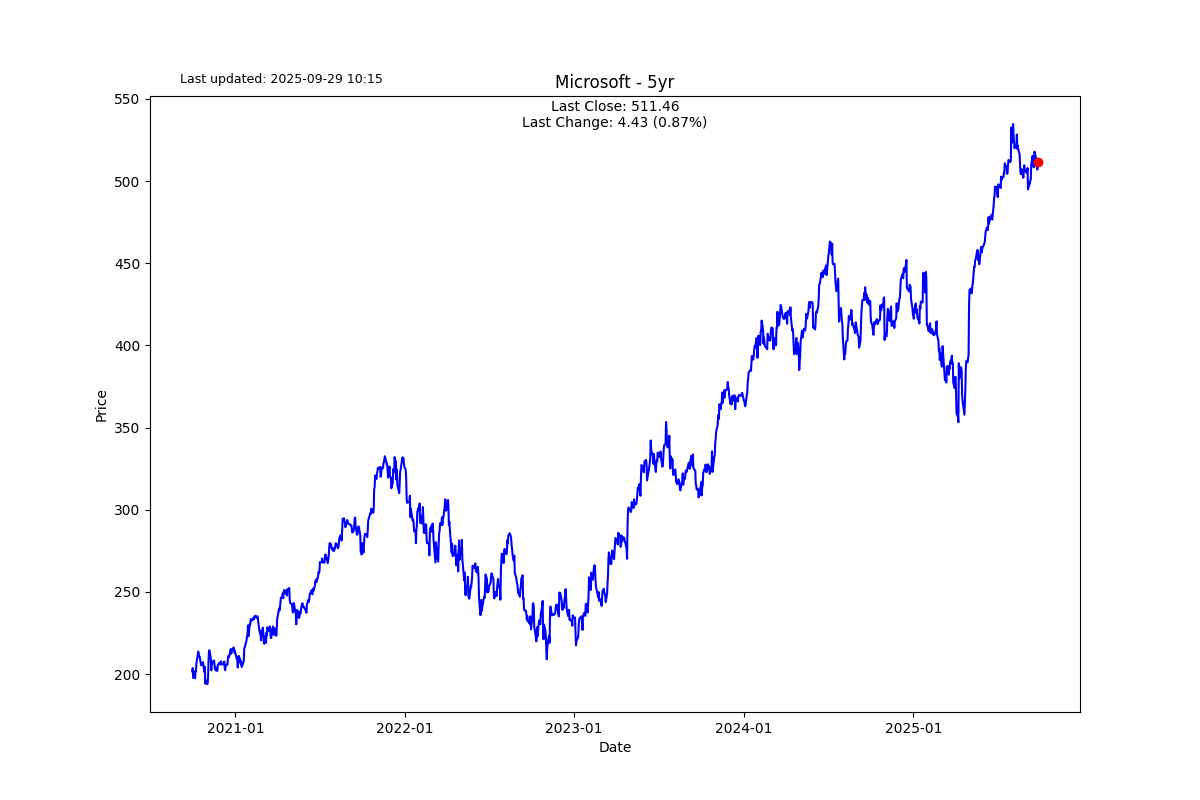 Last updated: 2025-09-29 10:15
Microsoft - 5yr
Last Close: 511.46
Last Change: 4.43 (0.87%)
550
500
450
400
350
300
250
200
Price
2021-01
2022-01
2023-01
2024-01
2025-01
Date